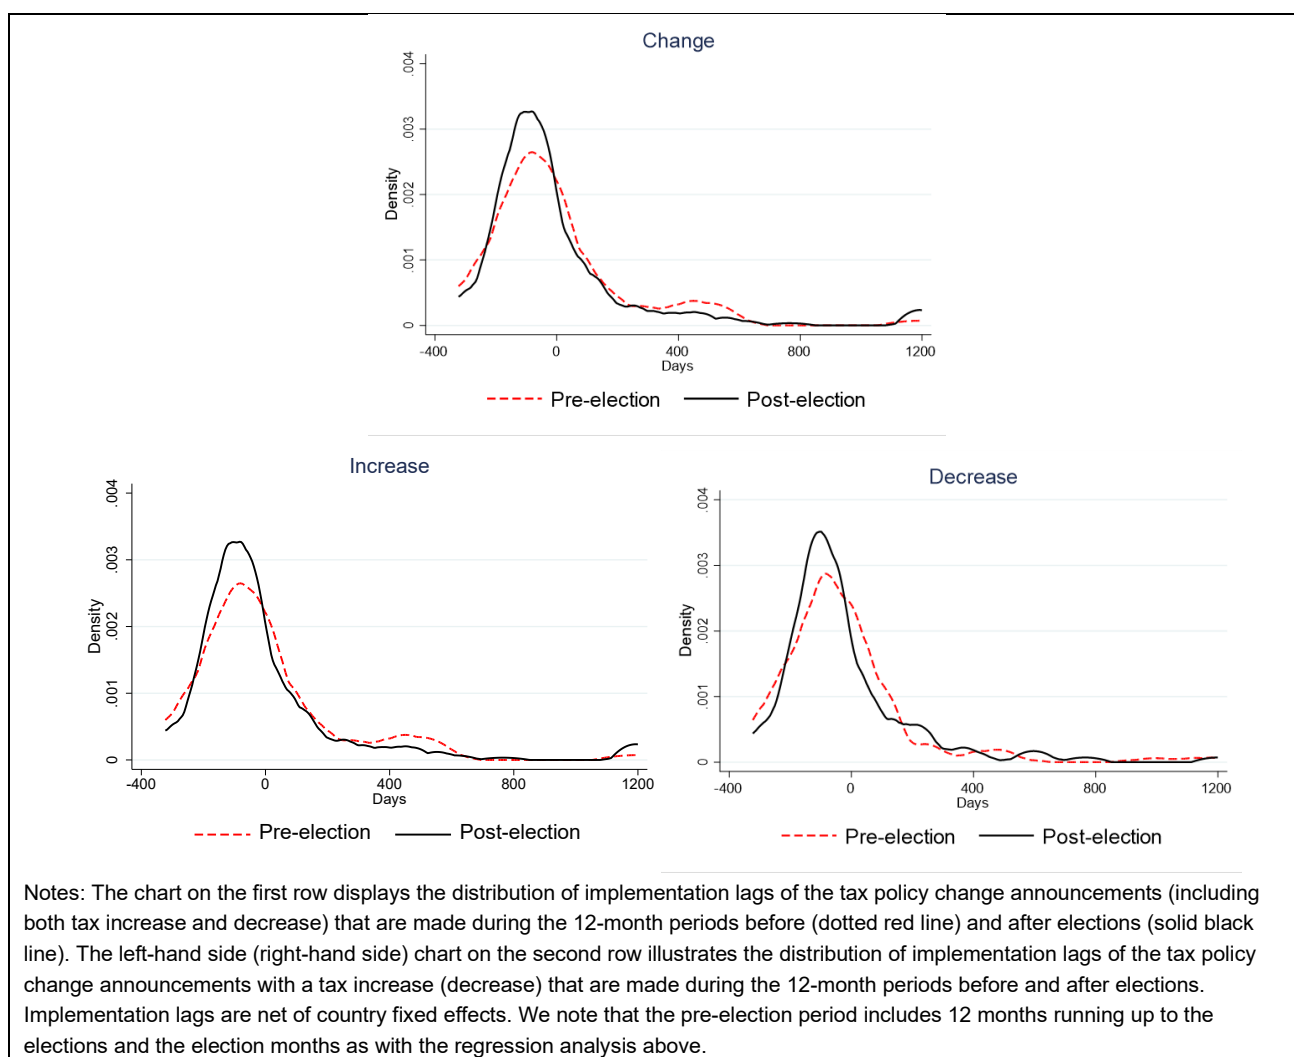 Change
.004
.003
.002
.001
0
Density
-400 0 400 800 1200
Days
Pre-election Post-election
Increase
.004
.003
.002
.001
0
Density
-400 0 400 800 1200
Days
Pre-election Post-election
Decrease
.004
.003
.002
.001
0
Density
-400 0 400 800 1200
Days
Pre-election Post-election
Notes: The chart on the first row displays the distribution of implementation lags of the tax policy change announcements (including
both tax increase and decrease) that are made during the 12-month periods before (dotted red line) and after elections (solid black
line). The left-hand side (right-hand side) chart on the second row illustrates the distribution of implementation lags of the tax policy
change announcements with a tax increase (decrease) that are made during the 12-month periods before and after elections.
Implementation lags are net of country fixed effects. We note that the pre-election period includes 12 months running up to the
elections and the election months as with the regression analysis above.